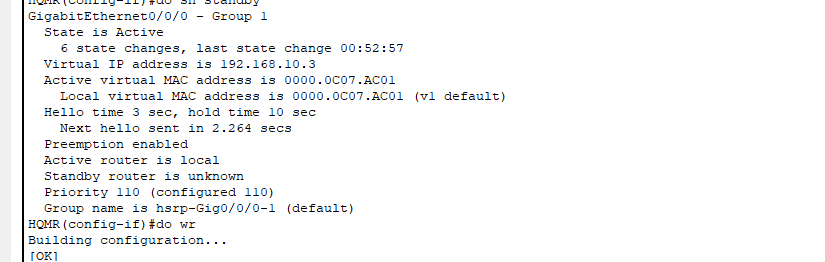 HQMR(config-if)#do sh standby
GigabitEthernet0/0/0 - Group 1
State is Active
6 state changes, last state change 00:52:57
Virtual IP address is 192.168.10.3
Active virtual MAC address is 0000.0C07.AC01
Local virtual MAC address is 0000.0C07.AC01 (v1 default)
Hello time 3 sec, hold time 10 sec
Next hello sent in 2.264 secs
Preemption enabled
Active router is local
Standby router is unknown
Priority 110 (configured 110)
Group name is hsrp-Gig0/0/0-1 (default)
HQMR(config-if)#do wr
Building configuration...
[OK]